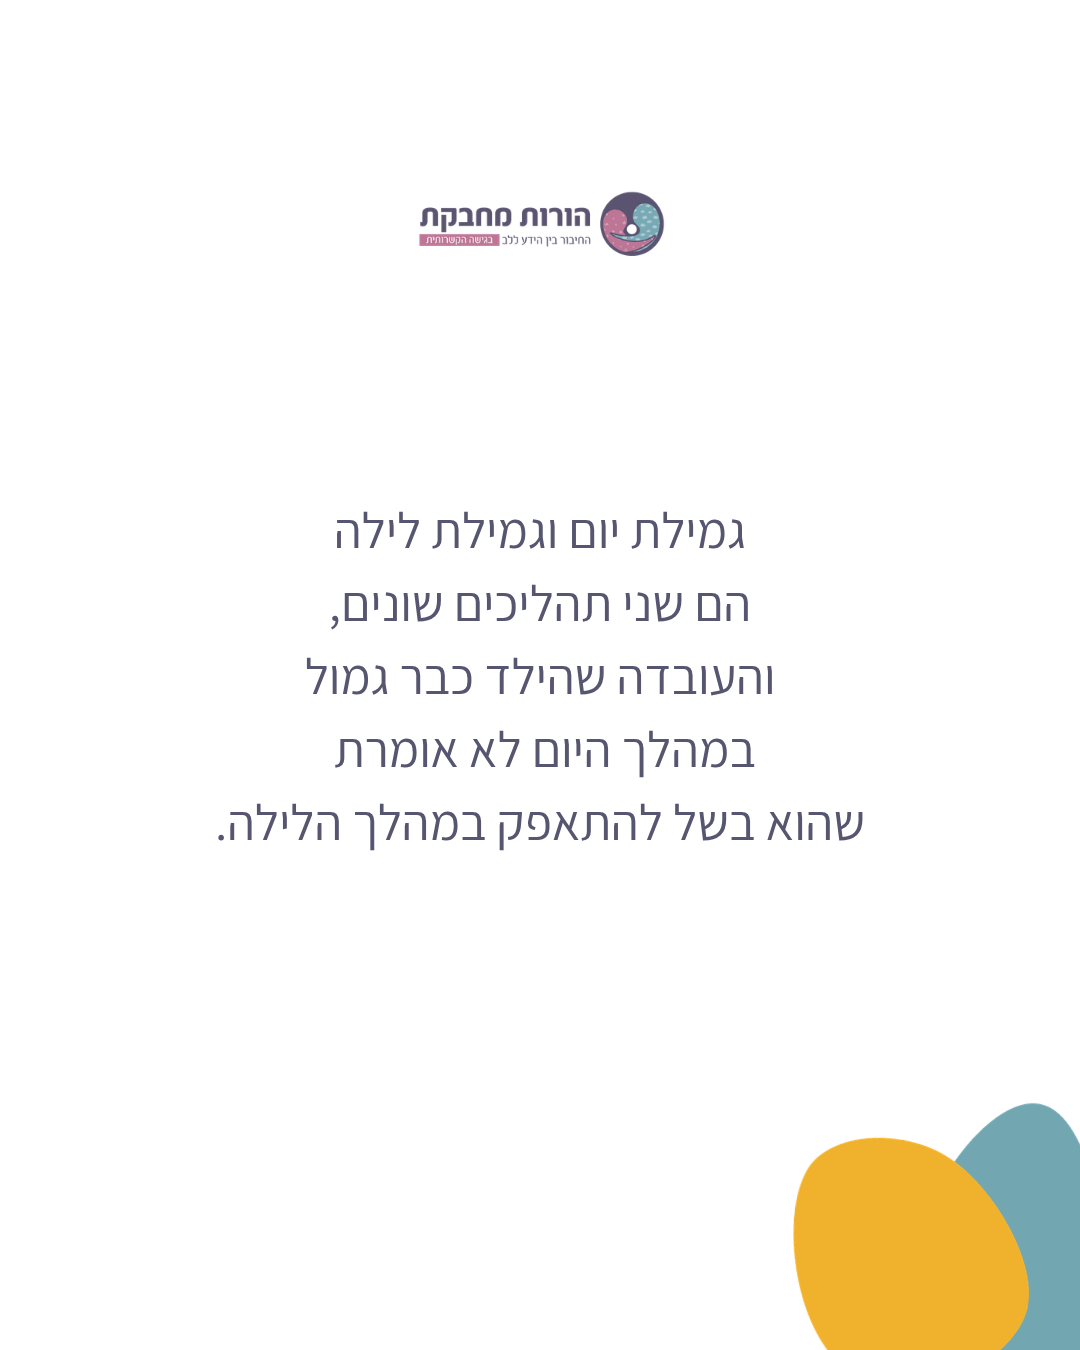 הורות מחבקת
החיבור בין הידע ללב בגישה הקשרותית
גמילת יום וגמילת לילה
הם שני תהליכים שונים,
והעובדה שהילד כבר גמול
במהלך היום לא אומרת
שהוא בשל להתאפק במהלך הלילה.